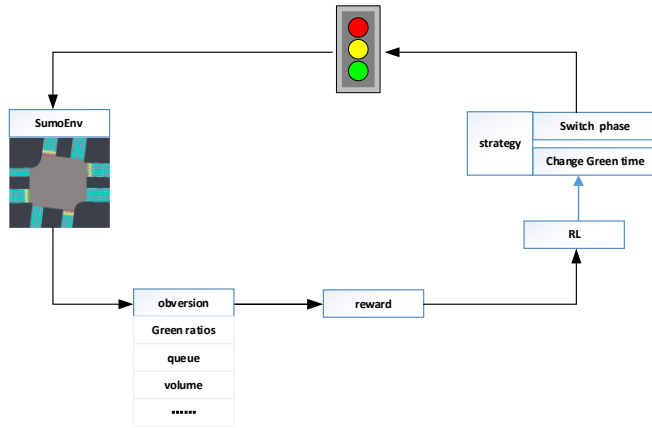 SumoEnv
strategy
Switch phase
Change Green time
RL
obversion
reward
Green ratios
queue
volume
······